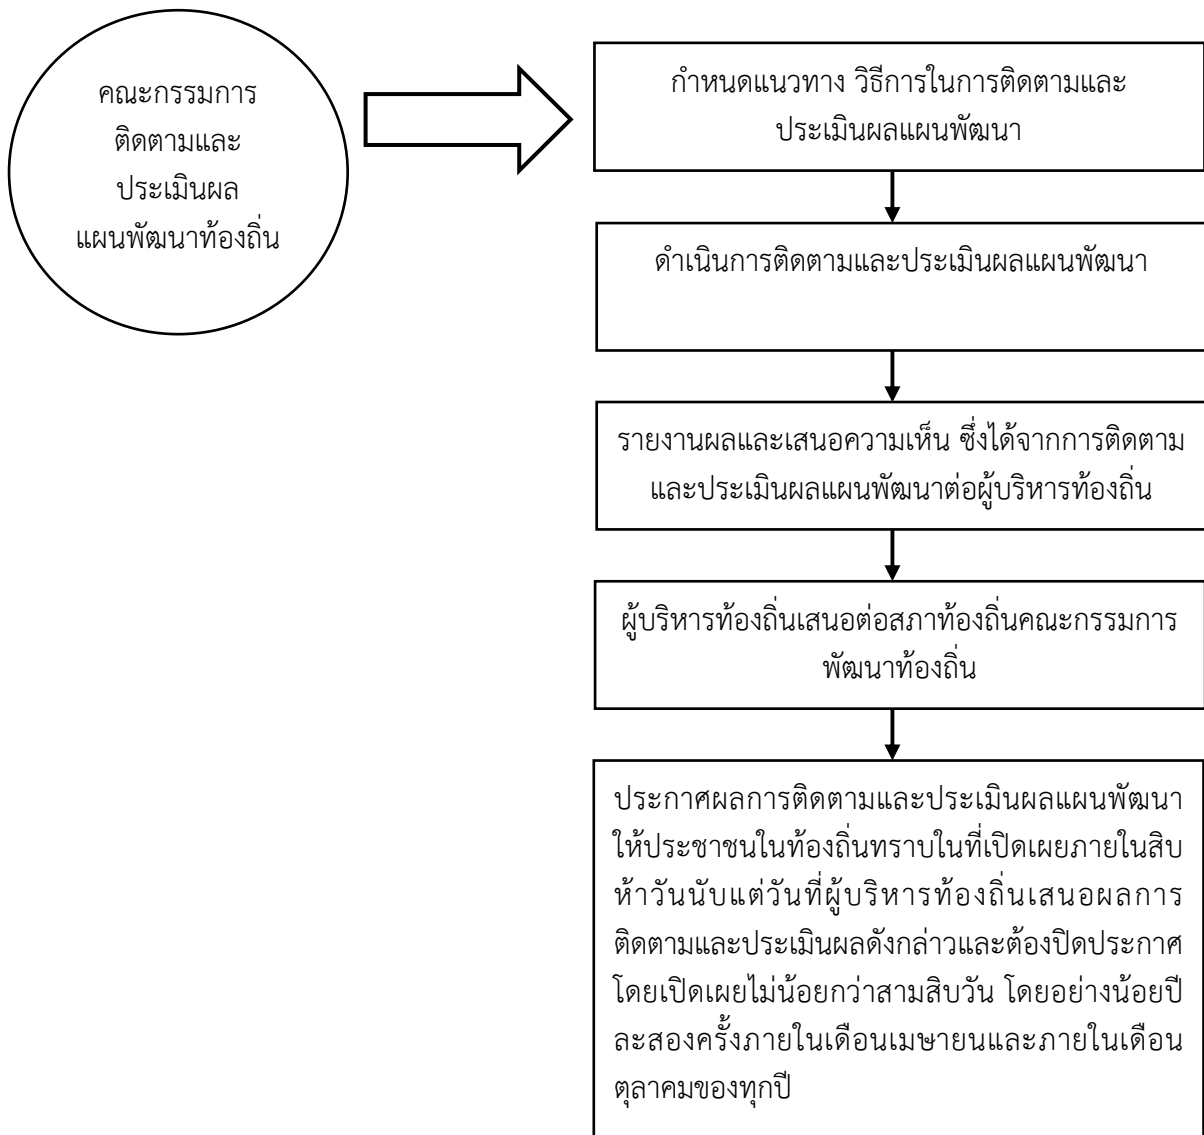 คณะกรรมการ
ติดตามและ
ประเมินผล
แผนพัฒนาท้องถิ่น
กำหนดแนวทาง วิธีการในการติดตามและ
ประเมินผลแผนพัฒนา
ดำเนินการติดตามและประเมินผลแผนพัฒนา
รายงานผลและเสนอความเห็น ซึ่งได้จากการติดตาม
และประเมินผลแผนพัฒนาต่อผู้บริหารท้องถิ่น
ผู้บริหารท้องถิ่นเสนอต่อสภาท้องถิ่นคณะกรรมการ
พัฒนาท้องถิ่น
ประกาศผลการติดตามและประเมินผลแผนพัฒนา
ให้ประชาชนในท้องถิ่นทราบในที่เปิดเผยภายในสิบ
ห้าวันนับแต่วันที่ผู้บริหารท้องถิ่นเสนอผลการ
ติดตามและประเมินผลดังกล่าวและต้องปิดประกาศ
โดยเปิดเผยไม่น้อยกว่าสามสิบวัน โดยอย่างน้อยปี
ละสองครั้งภายในเดือนเมษายนและภายในเดือน
ตุลาคมของทุกปี